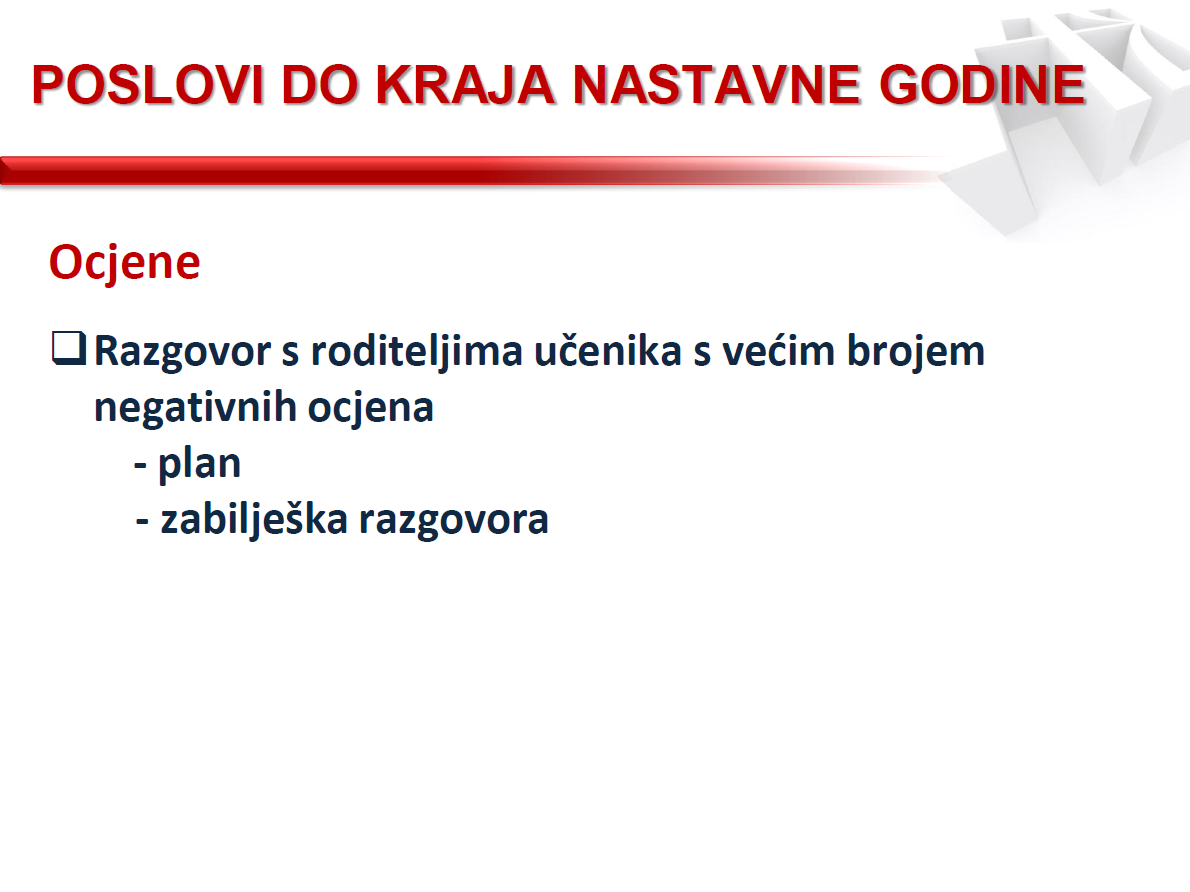 POSLOVI DO KRAJA NASTAVNE GODINE
Ocjene
❑Razgovor s roditeljima učenika s većim brojem
negativnih ocjena
- plan
- zabilješka razgovora